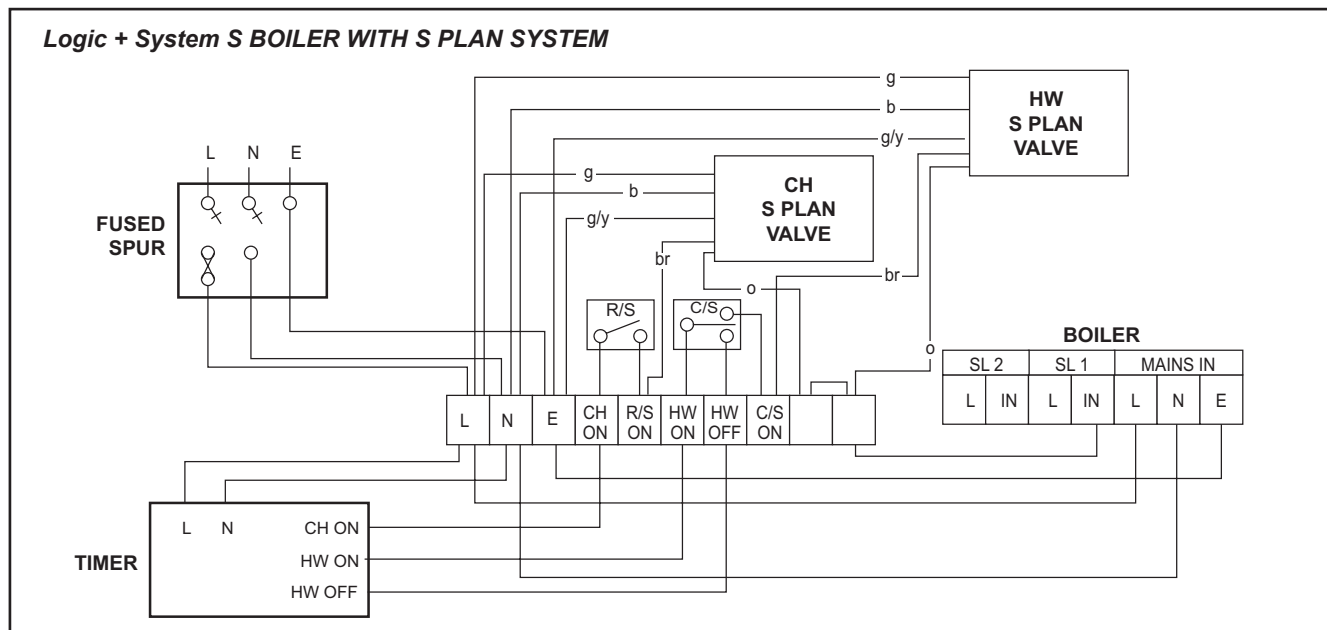 Logic + System S BOILER WITH S PLAN SYSTEM
g
HW
S PLAN
VALVE
b
g/y
L N E
g
CH
S PLAN
VALVE
b
FUSED
SPUR
g/y
br
br
o
R/S
C/S
BOILER
o
SL 2 SL 1 MAINS IN
L IN L IN L N E
L N E CH ON R/S ON HW ON HW OFF C/S ON
L N CH ON
TIMER
HW ON
HW OFF